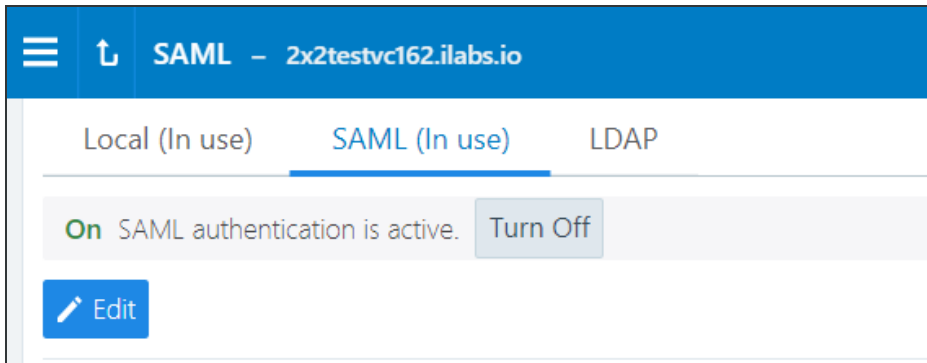 SAML – 2x2testvc162.ilabs.io
Local (In use) SAML (In use) LDAP
On SAML authentication is active. Turn Off
Edit